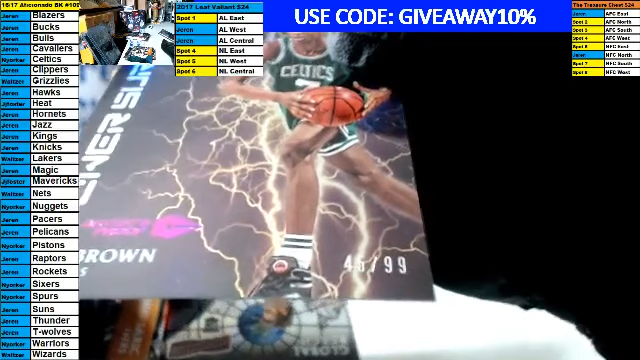 16/17 Aficionado BK #10
Jeren Blazers
Jeren Bucks
Jeren Bulls
Jeren Cavaliers
Nyorker Celtics
Jeren Clippers
Waltzer Grizzlies
Jeren Hawks
Jjfoster Heat
Jeren Hornets
Jeren Jazz
Jeren Kings
Jeren Knicks
Waltzer Lakers
Jeren Magic
Jjfoster Mavericks
Waltzer Nets
Nyorker Nuggets
Jeren Pacers
Jeren Pelicans
Nyorker Pistons
Jeren Raptors
Jeren Rockets
Nyorker Sixers
Nyorker Spurs
Jeren Suns
Jeren Thunder
Jeren T-wolves
Nyorker Warriors
Waltzer Wizards
2017 Leaf Valiant $24
Spot 1 AL East
Jeren AL West
Jeren AL Central
Spot 4 NL East
Spot 5 NL West
Spot 6 NL Central
USE CODE: GIVEAWAY10%
The Treasure Chest $24
Jeren AFC East
Spot 2 AFC North
Spot 3 AFC South
Spot 4 AFC West
Spot 5 NFC East
Jeren NFC North
Spot 7 NFC South
Spot 8 NFC West
CELTICS
BROWN
45/99